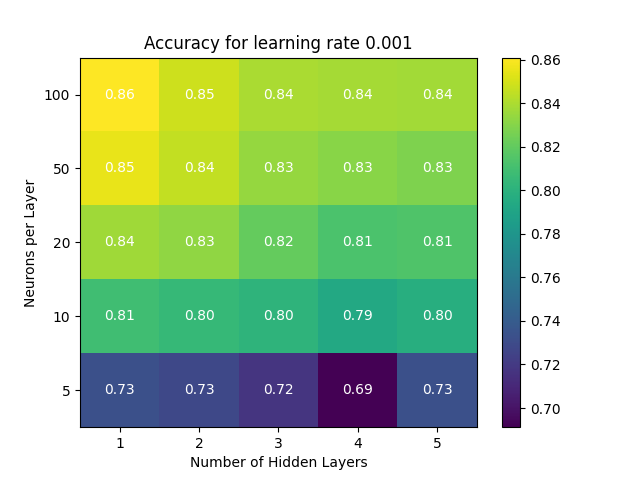 Accuracy for learning rate 0.001
100 0.86 0.85 0.84 0.84 0.84
50 0.85 0.84 0.83 0.83 0.83
20 0.84 0.83 0.82 0.81 0.81
10 0.81 0.80 0.80 0.79 0.80
5 0.73 0.73 0.72 0.69 0.73
1 2 3 4 5
Number of Hidden Layers
Neurons per Layer
0.86
0.84
0.82
0.80
0.78
0.76
0.74
0.72
0.70